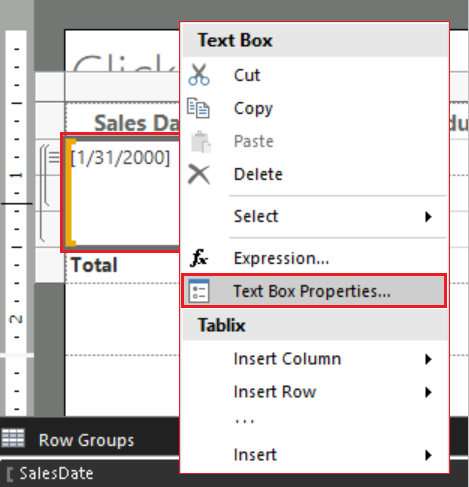 Text Box
Click
Cut
Copy
Sales Da
du
Paste
[1/31/2000]
Delete
1
Select
Expression...
Total
Text Box Properties...
2
Tablix
Insert Column
Insert Row
...
Row Groups
Insert
[ SalesDate